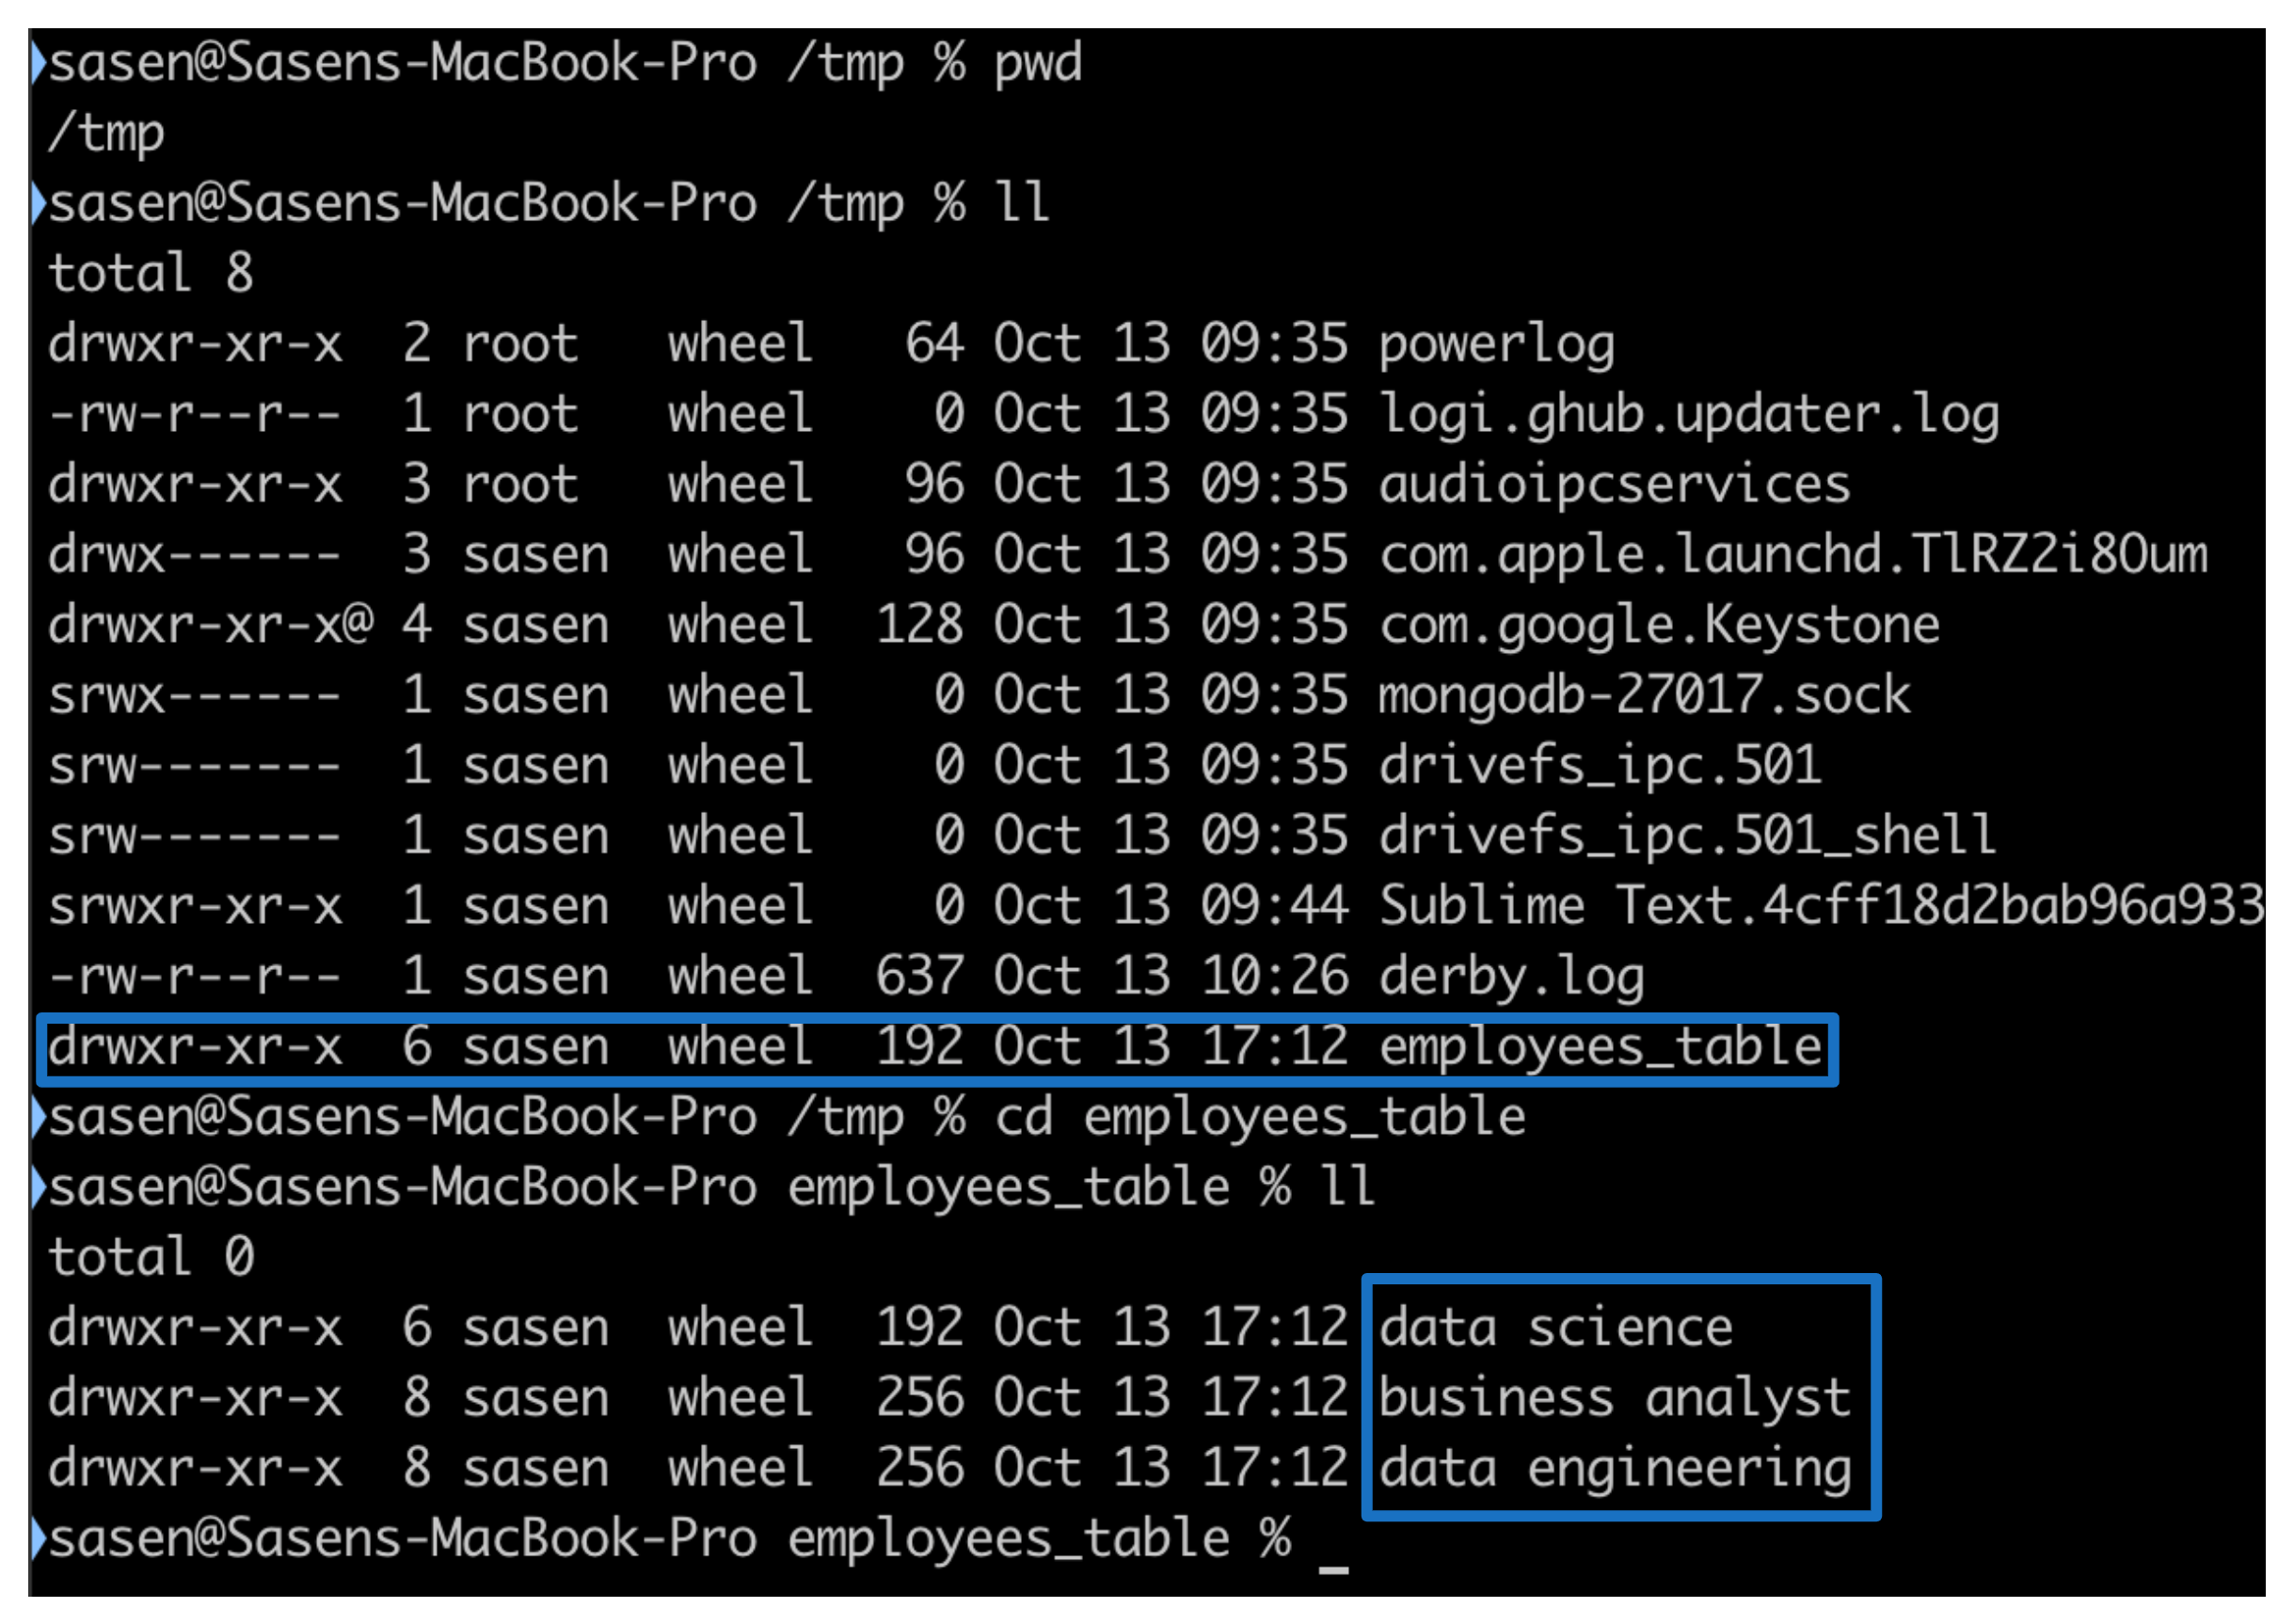 sasen@Sasens-MacBook-Pro /tmp % pwd
/tmp
sasen@Sasens-MacBook-Pro /tmp % ll
total 8
drwxr-xr-x  2 root   wheel   64 Oct 13 09:35 powerlog
-rw-r--r--  1 root   wheel    0 Oct 13 09:35 logi.ghub.updater.log
drwxr-xr-x  3 root   wheel   96 Oct 13 09:35 audioipcservices
drwx------  3 sasen  wheel   96 Oct 13 09:35 com.apple.launchd.TlRZ2i8Oum
drwxr-xr-x@ 4 sasen  wheel  128 Oct 13 09:35 com.google.Keystone
srwx------  1 sasen  wheel    0 Oct 13 09:35 mongodb-27017.sock
srw-------  1 sasen  wheel    0 Oct 13 09:35 drivefs_ipc.501
srw-------  1 sasen  wheel    0 Oct 13 09:35 drivefs_ipc.501_shell
srwxr-xr-x  1 sasen  wheel    0 Oct 13 09:44 Sublime Text.4cff18d2bab96a933
-rw-r--r--  1 sasen  wheel  637 Oct 13 10:26 derby.log
drwxr-xr-x  6 sasen  wheel  192 Oct 13 17:12 employees_table
sasen@Sasens-MacBook-Pro /tmp % cd employees_table
sasen@Sasens-MacBook-Pro employees_table % ll
total 0
drwxr-xr-x  6 sasen  wheel  192 Oct 13 17:12 data science
drwxr-xr-x  8 sasen  wheel  256 Oct 13 17:12 business analyst
drwxr-xr-x  8 sasen  wheel  256 Oct 13 17:12 data engineering
sasen@Sasens-MacBook-Pro employees_table % _